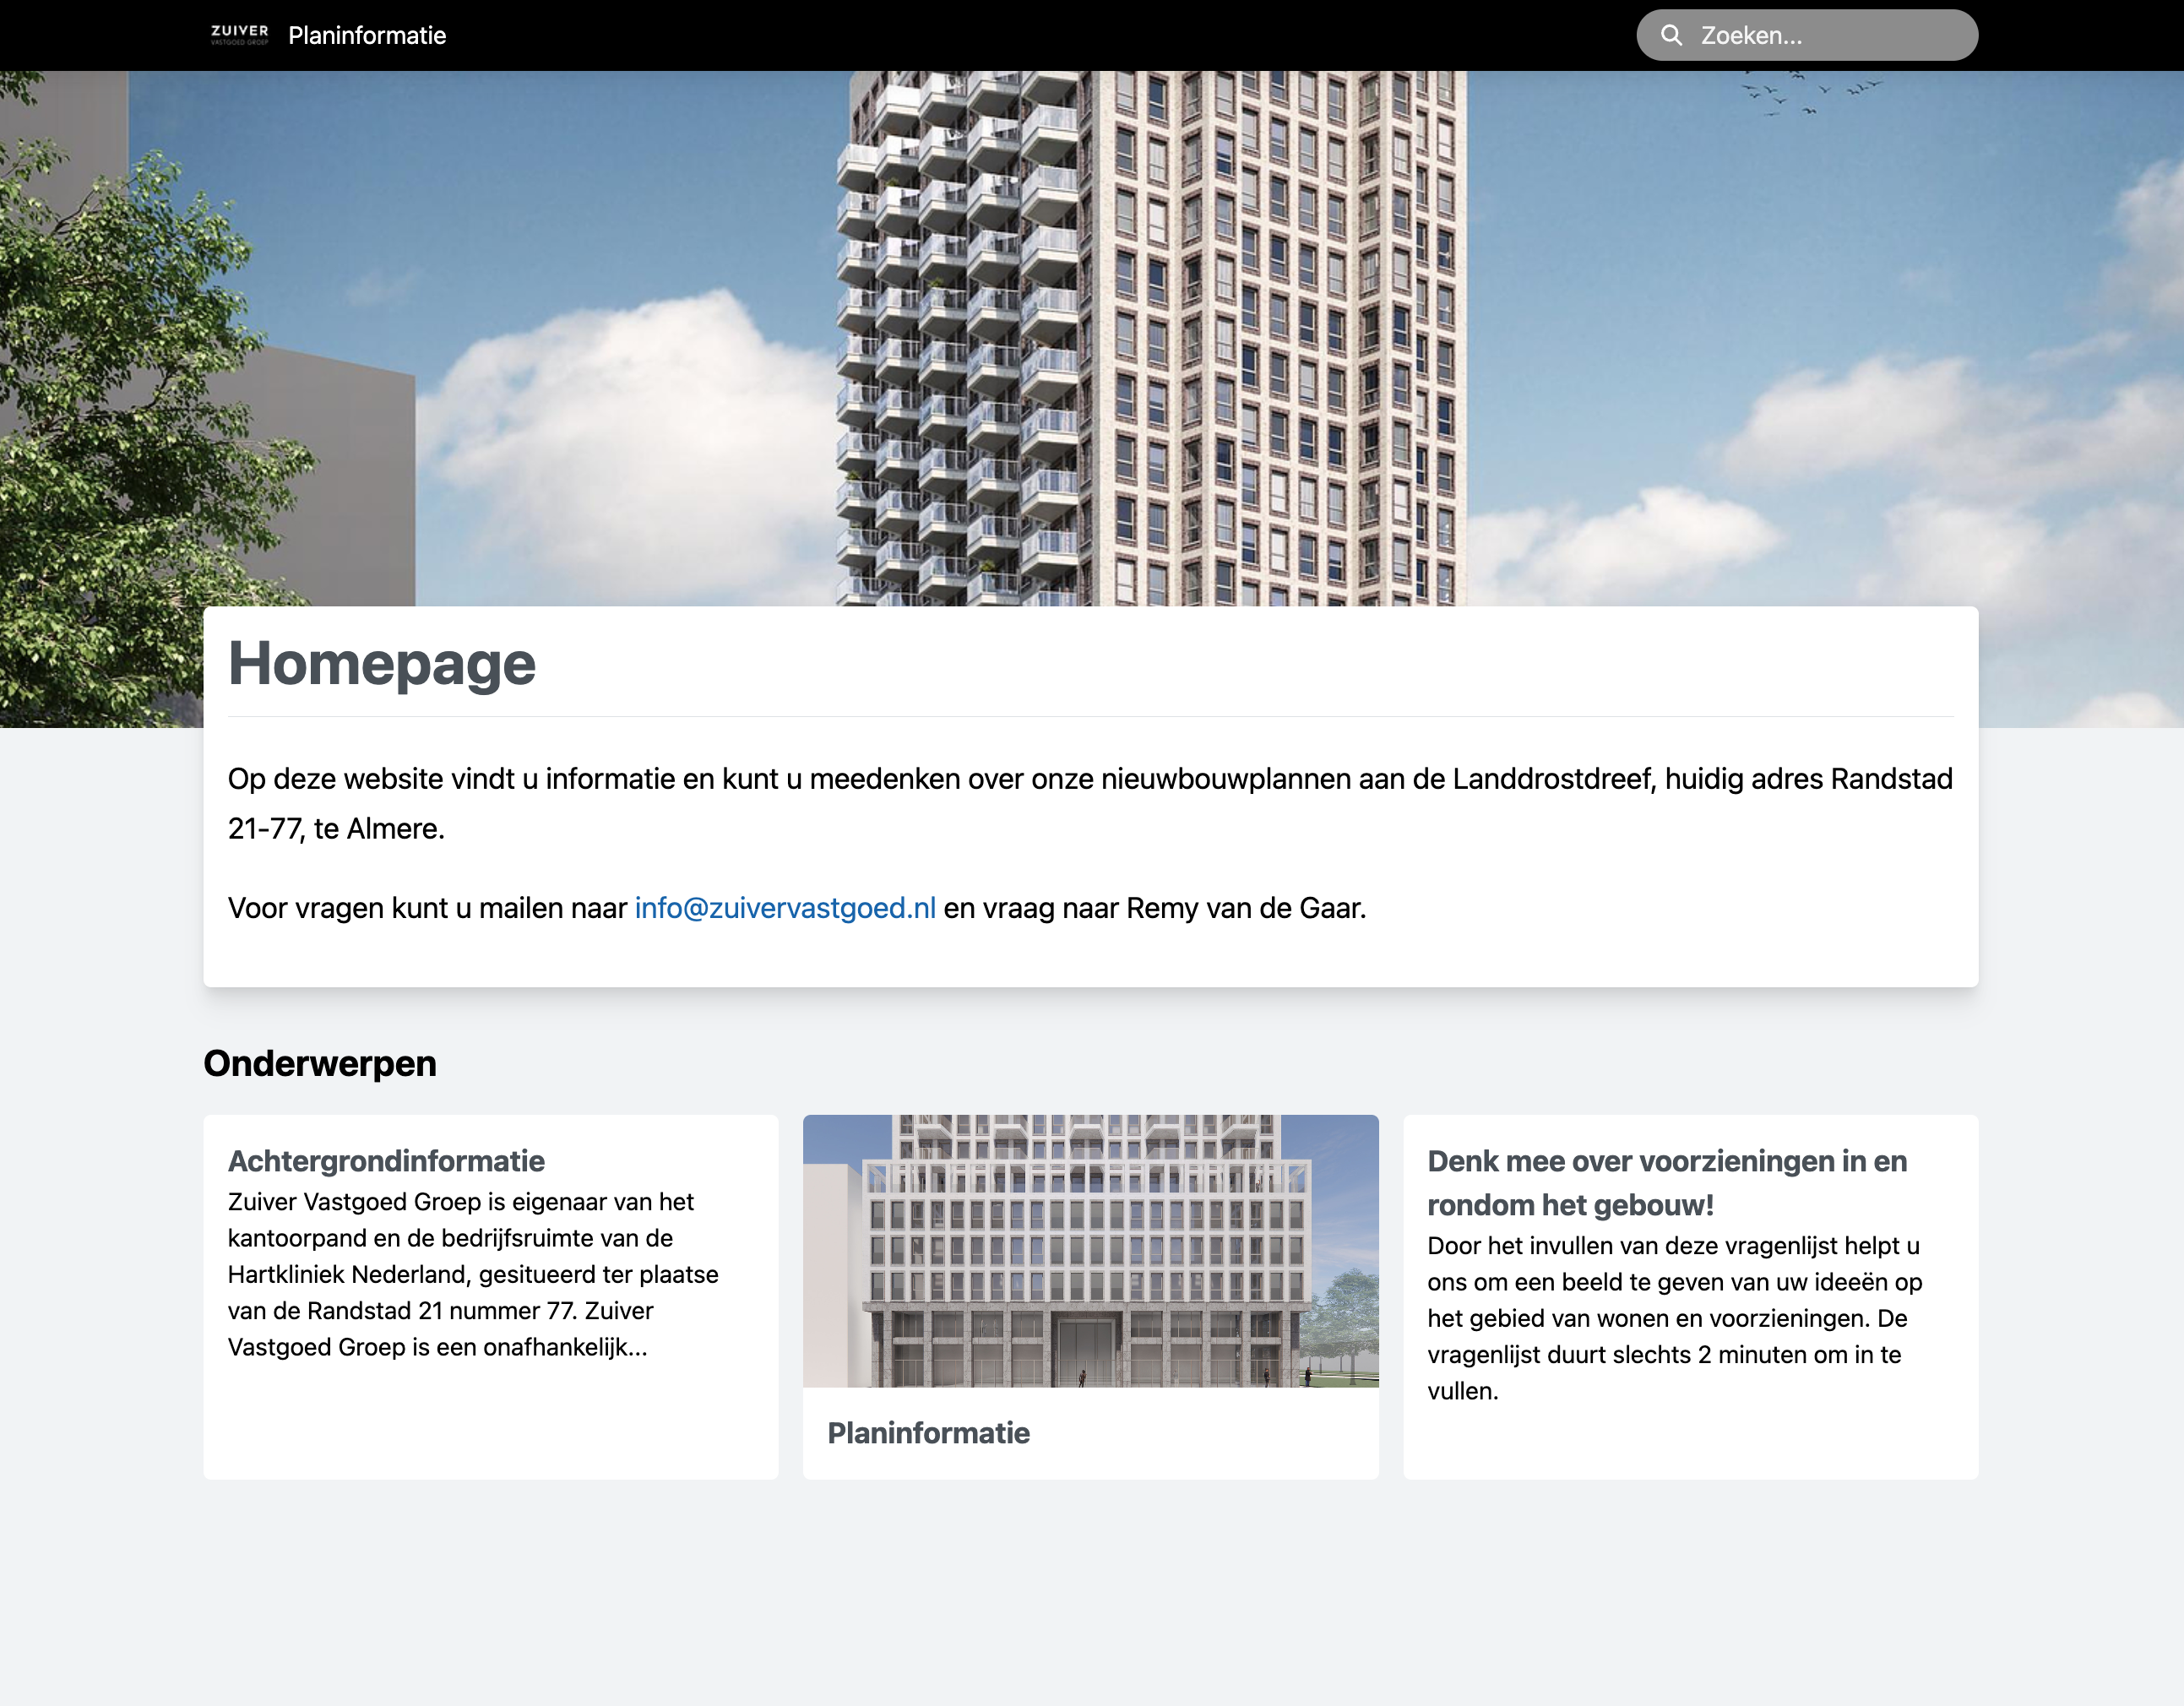 ZUIVER
VASTGOED GROEP
Planinformatie
Zoeken...
Homepage
Op deze website vindt u informatie en kunt u meedenken over onze nieuwbouwplannen aan de Landdrostdreef, huidig adres Randstad
21-77, te Almere.
Voor vragen kunt u mailen naar info@zuivervastgoed.nl en vraag naar Remy van de Gaar.
Onderwerpen
Achtergrondinformatie
Zuiver Vastgoed Groep is eigenaar van het
kantoorpand en de bedrijfsruimte van de
Hartkliniek Nederland, gesitueerd ter plaatse
van de Randstad 21 nummer 77. Zuiver
Vastgoed Groep is een onafhankelijk...
Planinformatie
Denk mee over voorzieningen in en
rondom het gebouw!
Door het invullen van deze vragenlijst helpt u
ons om een beeld te geven van uw ideeën op
het gebied van wonen en voorzieningen. De
vragenlijst duurt slechts 2 minuten om in te
vullen.